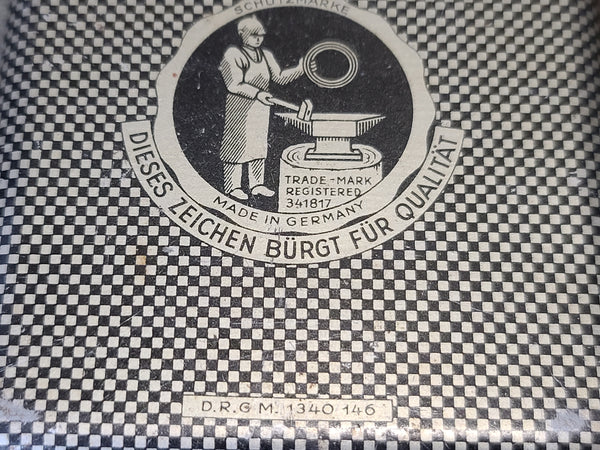 SCHUTZMARKE
TRADE-MARK
REGISTERED
341817
MADE IN GERMANY
DIESES ZEICHEN BÜRGT FÜR QUALITÄT
D.R.G M. 1340 146